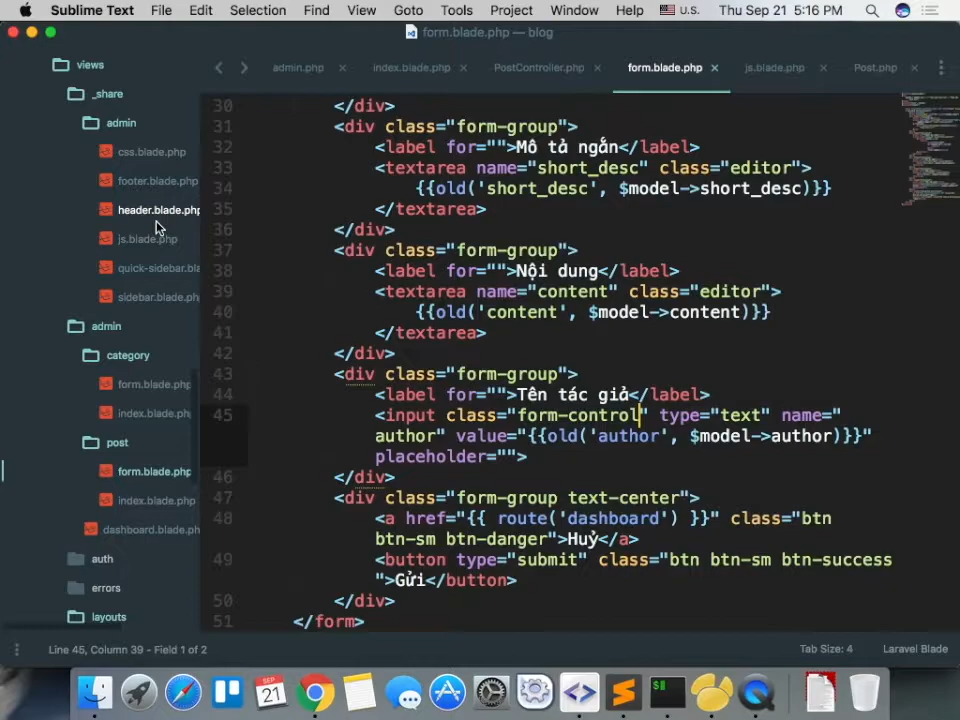 Sublime Text File Edit Selection Find View Goto Tools Project Window Help U.S. Thu Sep 21 5:16 PM
form.blade.php — blog
admin.php × index.blade.php × PostController.php × form.blade.php × js.blade.php × Post.php ×
views
_share
admin
css.blade.php
footer.blade.php
header.blade.php
js.blade.php
quick-sidebar.bla
sidebar.blade.php
admin
category
form.blade.php
index.blade.php
post
form.blade.php
index.blade.php
dashboard.blade.ph
auth
errors
layouts
30 </div>
31 <div class="form-group">
32 <label for="">Mô tả ngắn</label>
33 <textarea name="short_desc" class="editor">
34 {{old('short_desc', $model->short_desc)}}
35 </textarea>
36 </div>
37 <div class="form-group">
38 <label for="">Nội dung</label>
39 <textarea name="content" class="editor">
40 {{old('content', $model->content)}}
41 </textarea>
42 </div>
43 <div class="form-group">
44 <label for="">Tên tác giả</label>
45 <input class="form-control" type="text" name="
author" value="{{old('author', $model->author)}}"
placeholder="">
46 </div>
47 <div class="form-group text-center">
48 <a href="{{ route('dashboard') }}" class="btn
btn-sm btn-danger">Huỷ</a>
49 <button type="submit" class="btn btn-sm btn-success
">Gửi</button>
50 </div>
51 </form>
Line 45, Column 39 - Field 1 of 2 Tab Size: 4 Laravel Blade
SEP
21